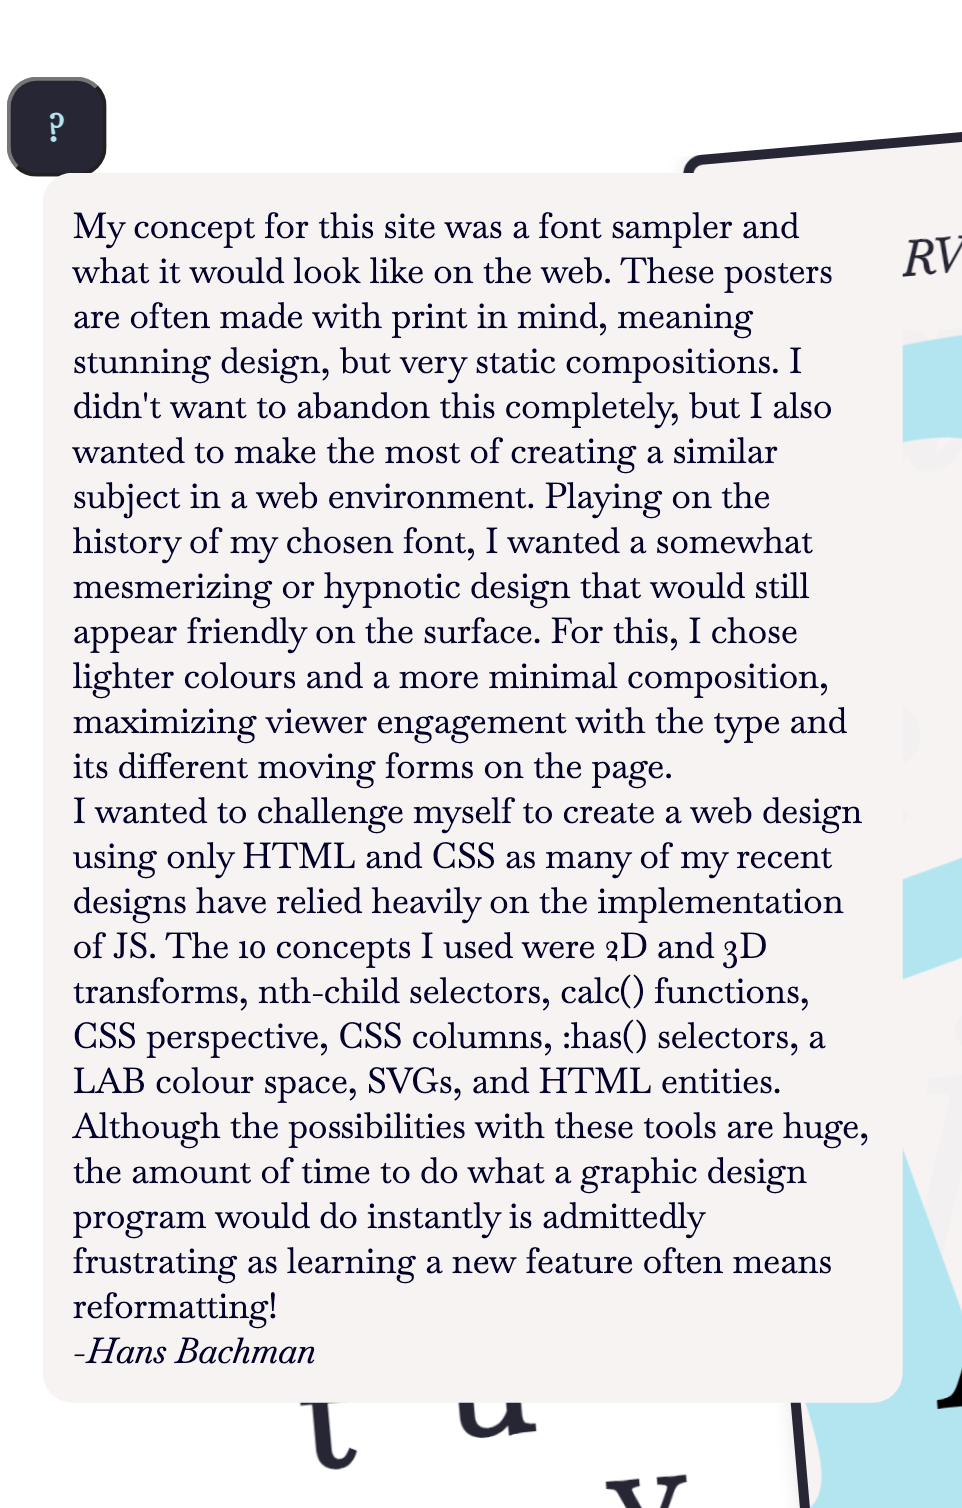 ?
RV
My concept for this site was a font sampler and
what it would look like on the web. These posters
are often made with print in mind, meaning
stunning design, but very static compositions. I
didn't want to abandon this completely, but I also
wanted to make the most of creating a similar
subject in a web environment. Playing on the
history of my chosen font, I wanted a somewhat
mesmerizing or hypnotic design that would still
appear friendly on the surface. For this, I chose
lighter colours and a more minimal composition,
maximizing viewer engagement with the type and
its different moving forms on the page.
I wanted to challenge myself to create a web design
using only HTML and CSS as many of my recent
designs have relied heavily on the implementation
of JS. The 10 concepts I used were 2D and 3D
transforms, nth-child selectors, calc() functions,
CSS perspective, CSS columns, :has() selectors, a
LAB colour space, SVGs, and HTML entities.
Although the possibilities with these tools are huge,
the amount of time to do what a graphic design
program would do instantly is admittedly
frustrating as learning a new feature often means
reformatting!
-Hans Bachman
t u